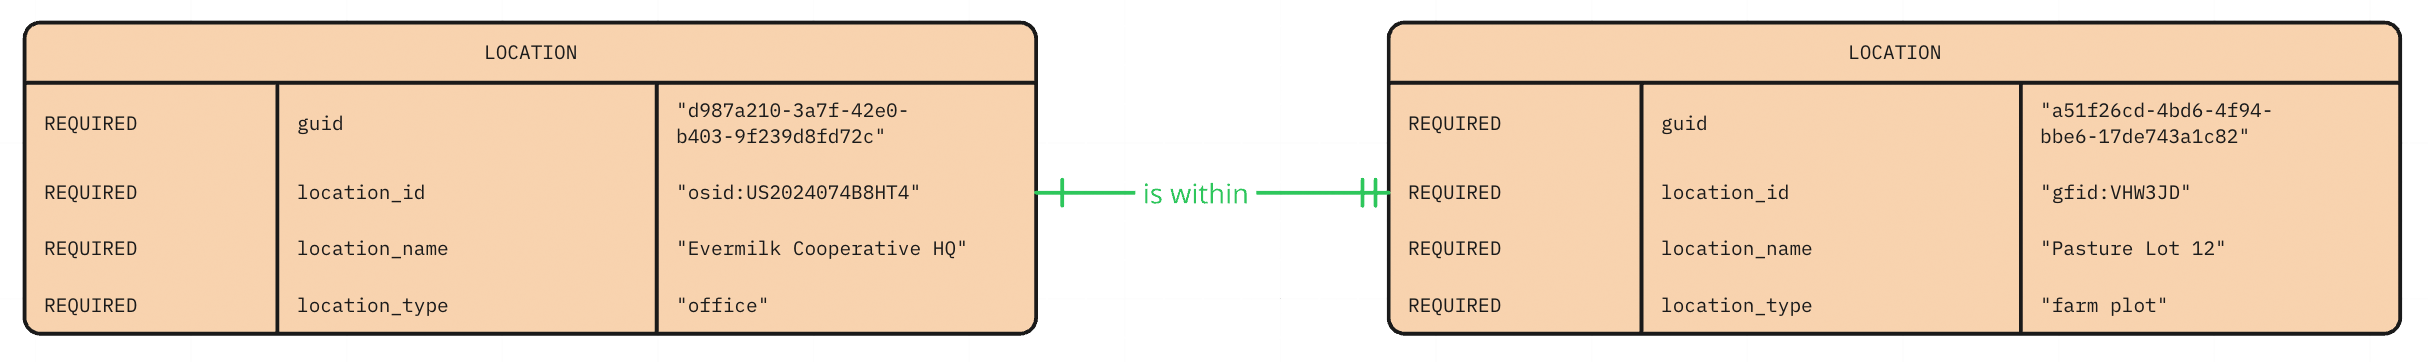 LOCATION
REQUIRED guid "d987a210-3a7f-42e0-
b403-9f239d8fd72c"
REQUIRED location_id "osid:US2024074B8HT4"
REQUIRED location_name "Evermilk Cooperative HQ"
REQUIRED location_type "office"
is within
LOCATION
REQUIRED guid "a51f26cd-4bd6-4f94-
bbe6-17de743a1c82"
REQUIRED location_id "gfid:VHW3JD"
REQUIRED location_name "Pasture Lot 12"
REQUIRED location_type "farm plot"